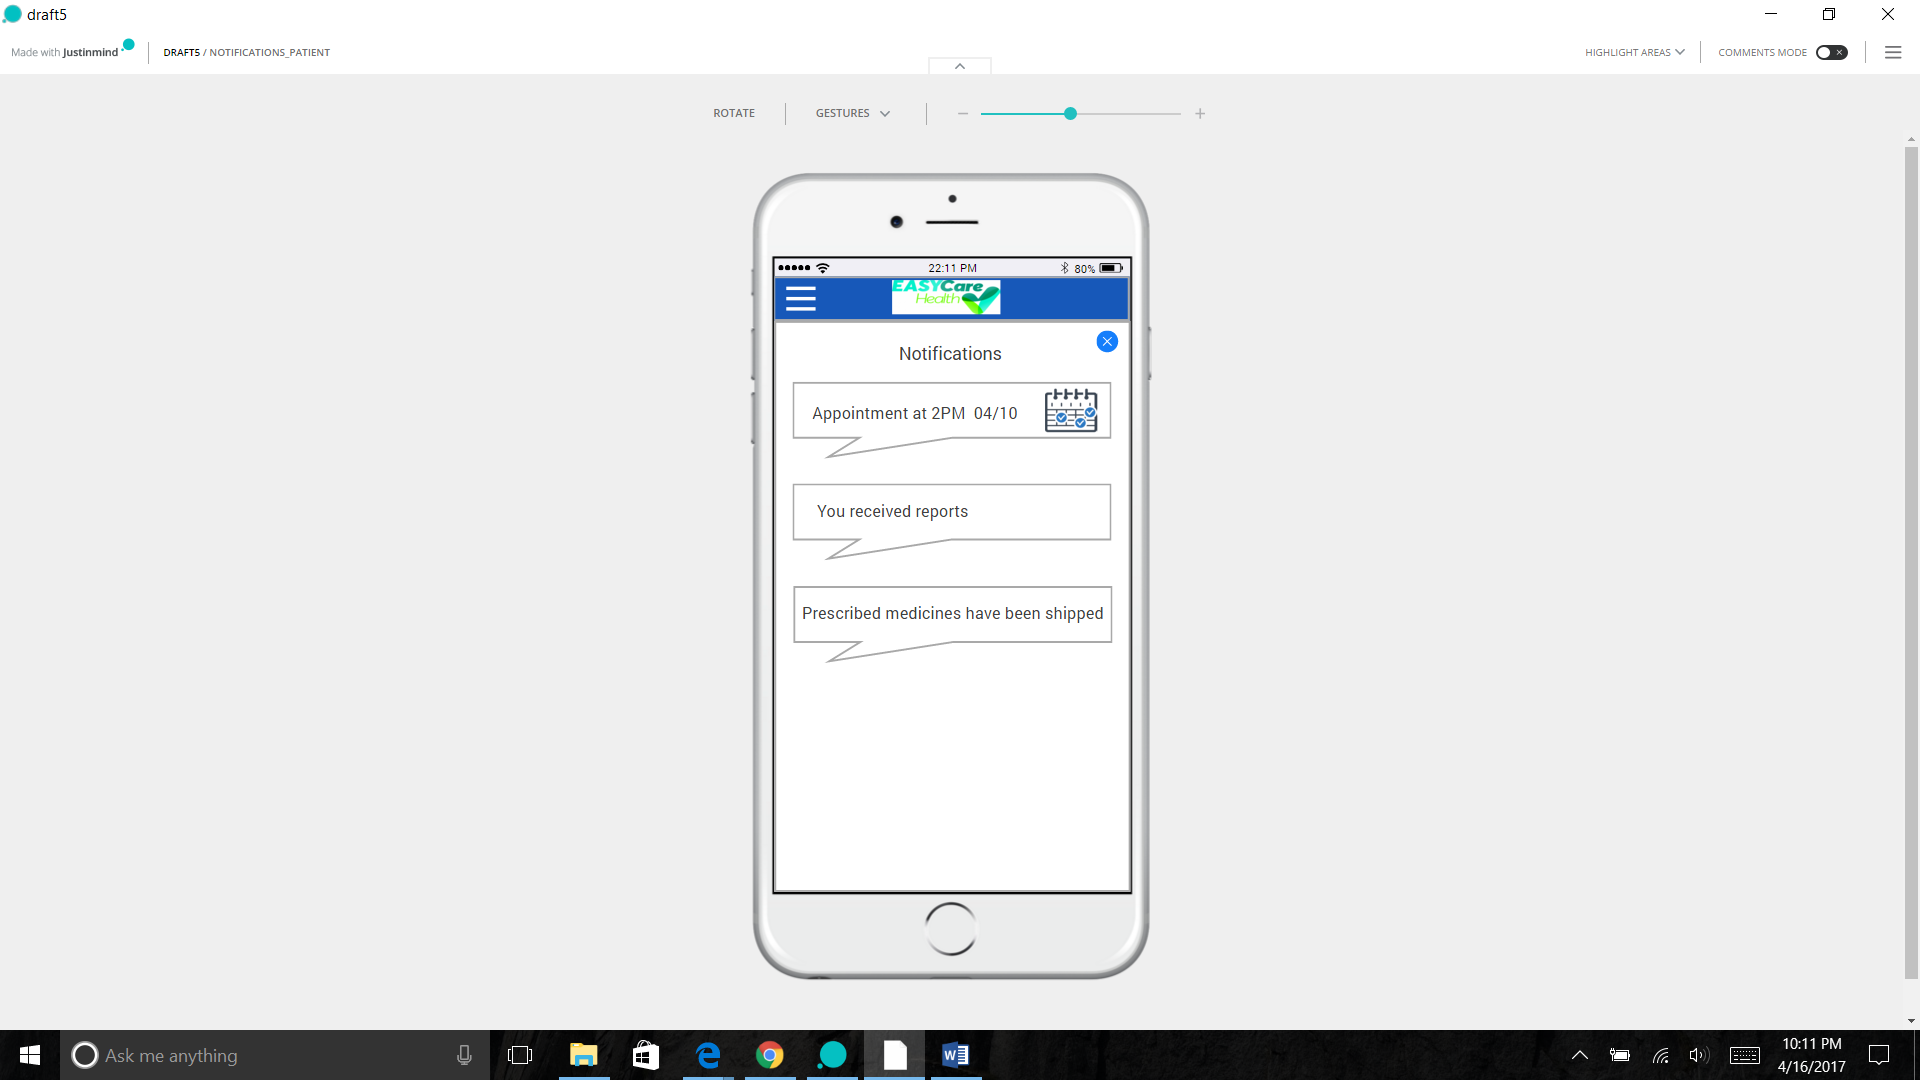 draft5
Made with Justinmind
DRAFT5 / NOTIFICATIONS_PATIENT
HIGHLIGHT AREAS
COMMENTS MODE
ROTATE
GESTURES
22:11 PM
80%
EASYCare
Health
Notifications
Appointment at 2PM 04/10
You received reports
Prescribed medicines have been shipped
Ask me anything
10:11 PM
4/16/2017